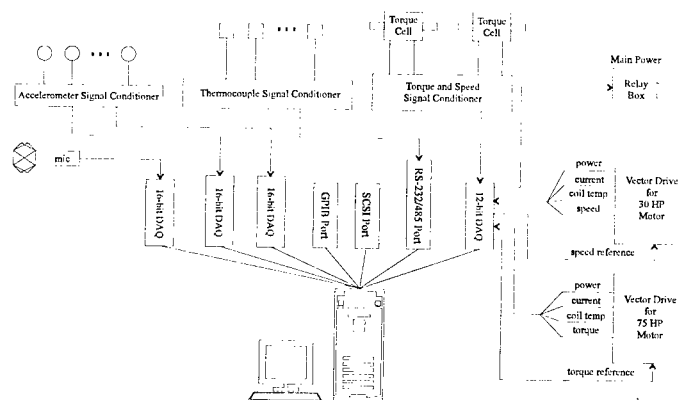 Torque
Cell
Torque
Cell
Main Power
Accelerometer Signal Conditioner
Thermocouple Signal Conditioner
Torque and Speed
Signal Conditioner
Relay
Box
mic
16-bit DAQ
16-bit DAQ
16-bit DAQ
GPIB Port
SCSI Port
RS-232/485 Port
12-bit DAQ
power
current
coil temp
speed
Vector Drive
for
30 HP
Motor
speed reference
power
current
coil temp
torque
Vector Drive
for
75 HP
Motor
torque reference